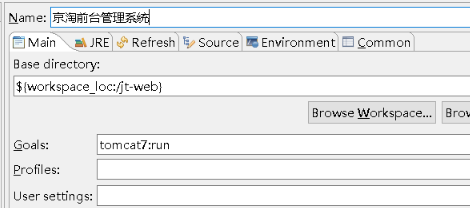 Name: 京淘前台管理系统
Main JRE Refresh Source Environment Common
Base directory:
${workspace_loc:/jt-web}
Browse Workspace...
Goals: tomcat7:run
Profiles:
User settings: